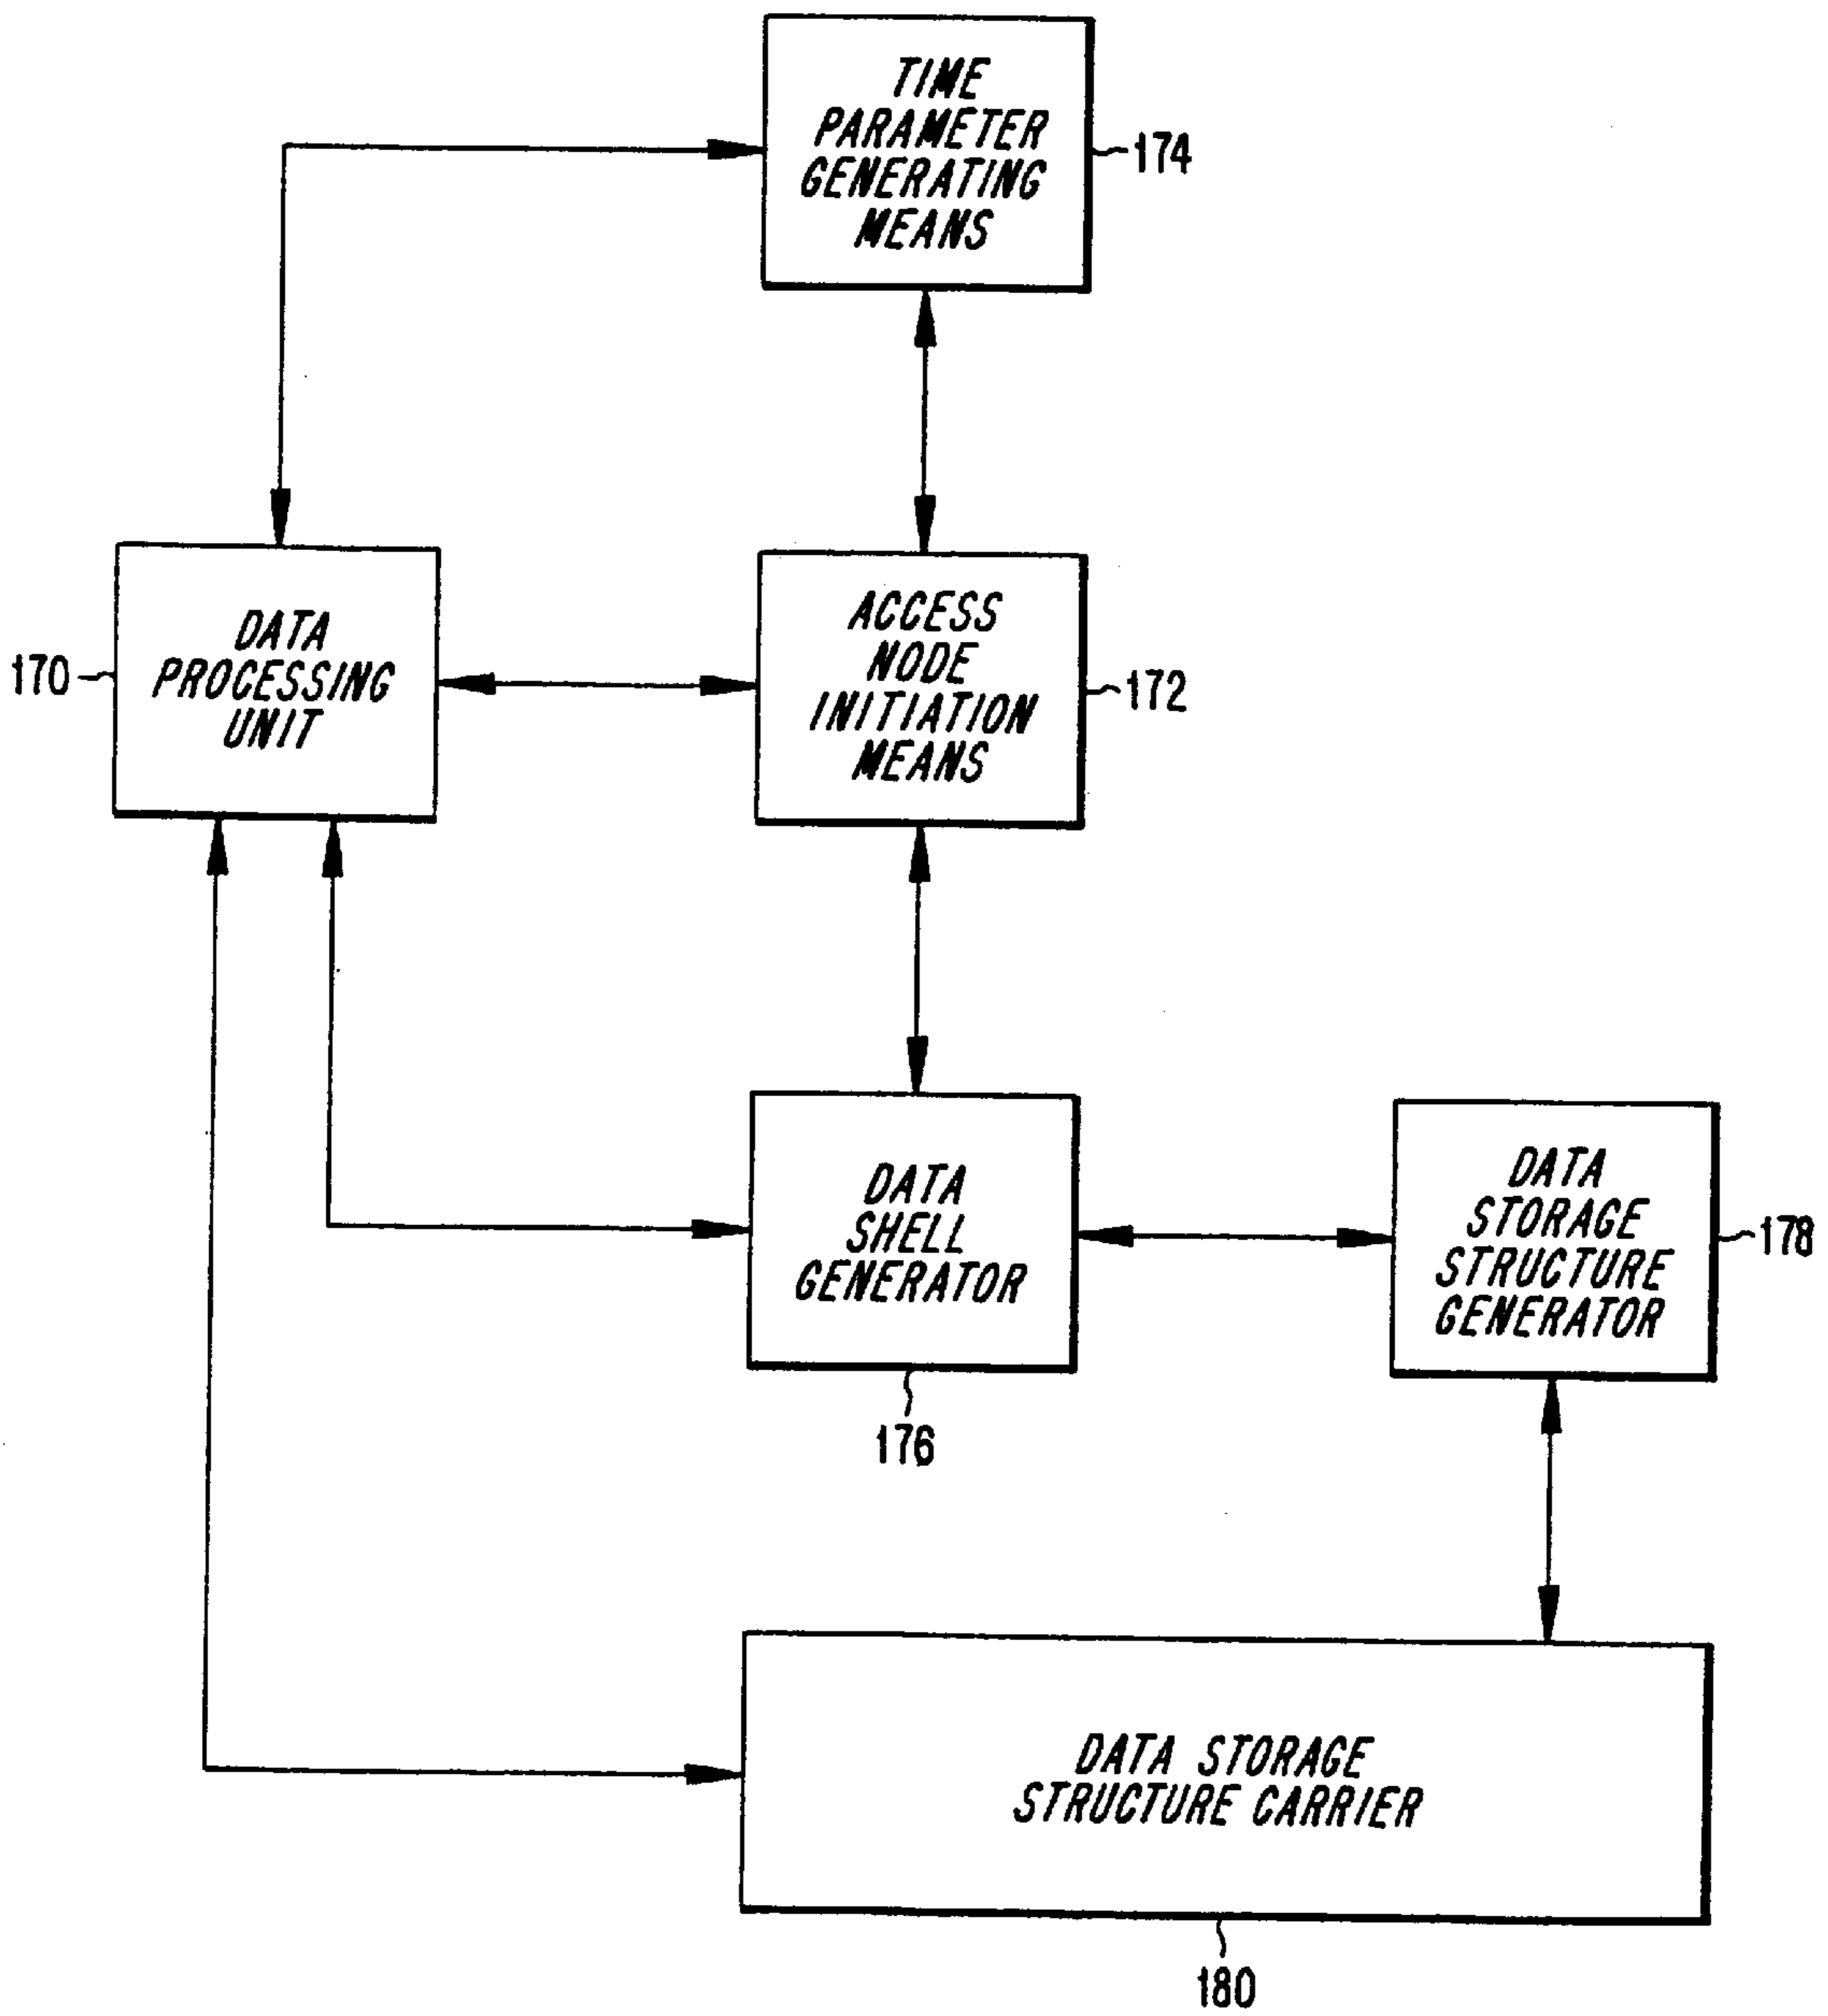 TIME
PARAMETER
GENERATING
MEANS
174
DATA
PROCESSING
UNIT
170
ACCESS
NODE
INITIATION
MEANS
172
DATA
SHELL
GENERATOR
176
DATA
STORAGE
STRUCTURE
GENERATOR
178
DATA STORAGE
STRUCTURE CARRIER
180